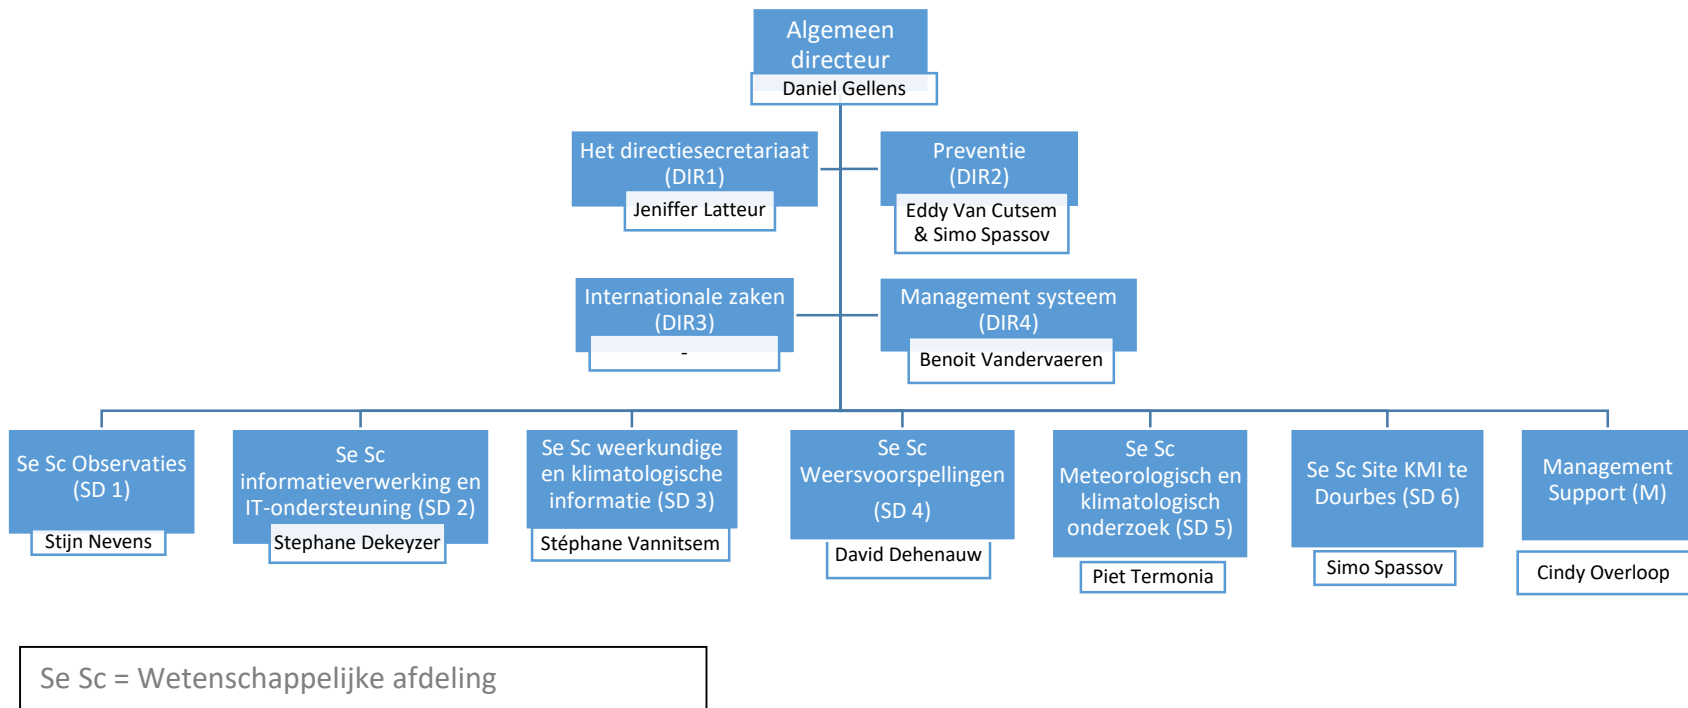 Algemeen
directeur
Daniel Gellens
Het directiesecretariaat
(DIR1)
Jeniffer Latteur
Preventie
(DIR2)
Eddy Van Cutsem
& Simo Spassov
Internationale zaken
(DIR3)
-
Management systeem
(DIR4)
Benoit Vandervaeren
Se Sc Observaties
(SD 1)
Stijn Nevens
Se Sc
informatieverwerking en
IT-ondersteuning (SD 2)
Stephane Dekeyzer
Se Sc weerkundige
en klimatologische
informatie (SD 3)
Stéphane Vannitsem
Se Sc
Weersvoorspellingen
(SD 4)
David Dehenauw
Se Sc
Meteorologisch en
klimatologisch
onderzoek (SD 5)
Piet Termonia
Se Sc Site KMI te
Dourbes (SD 6)
Simo Spassov
Management
Support (M)
Cindy Overloop
Se Sc = Wetenschappelijke afdeling